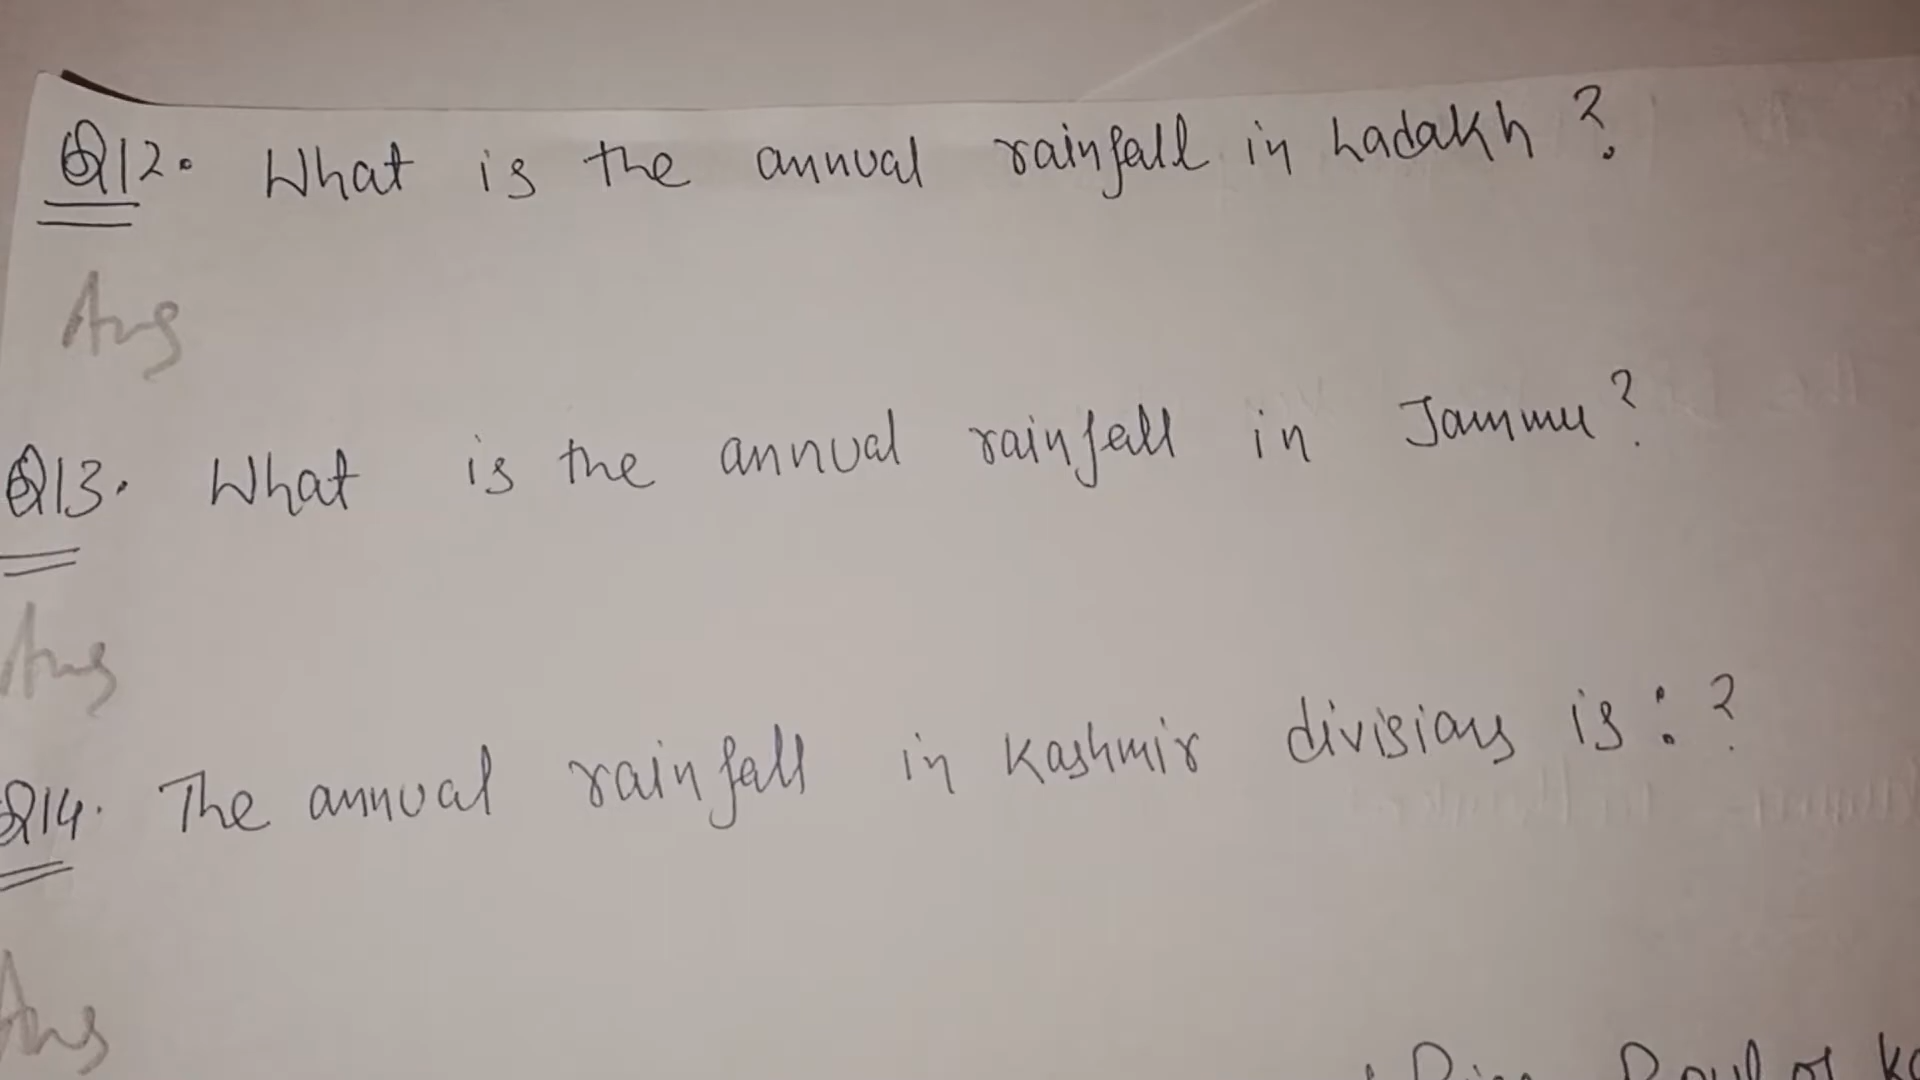 Q12. What is the annual rainfall in Ladakh ?
Ans
Q13. What is the annual rainfall in Jammu ?
Ans
Q14. The annual rainfall in Kashmir divisions is : ?
Ans